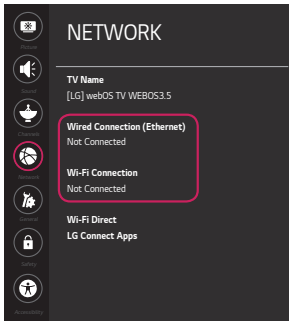 NETWORK
Picture
TV Name
Sound
[LG] webOS TV WEBOS3.5
Channels
Wired Connection (Ethernet)
Not Connected
Wi-Fi Connection
Network
Not Connected
General
Wi-Fi Direct
LG Connect Apps
Safety
Accessibility